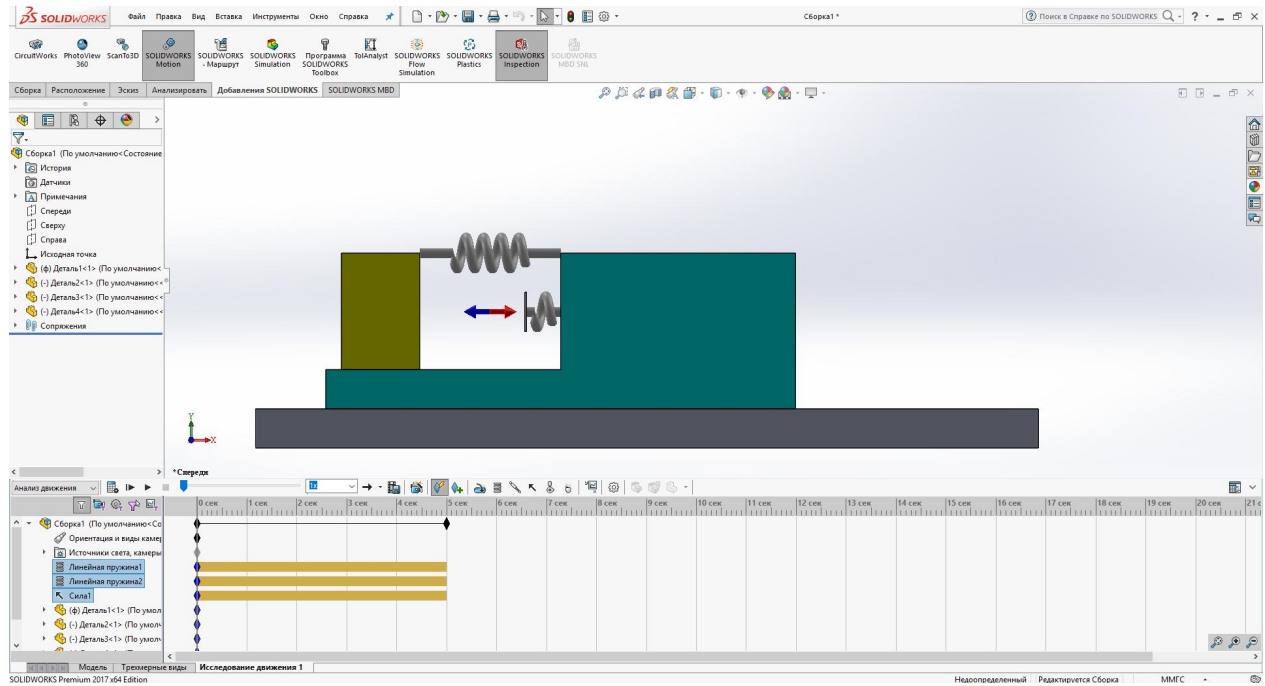 SOLIDWORKS
Файл Правка Вид Вставка Инструменты Окно Справка
Сборка1 *
Поиск в Справке по SOLIDWORKS
CircuitWorks
PhotoView 360
ScanTo3D
SOLIDWORKS Motion
SOLIDWORKS - Маршрут
SOLIDWORKS Simulation
Программа SOLIDWORKS Toolbox
TolAnalyst
SOLIDWORKS Flow Simulation
SOLIDWORKS Plastics
SOLIDWORKS Inspection
SOLIDWORKS MBD SNL
Сборка Расположение Эскиз Анализировать Добавления SOLIDWORKS SOLIDWORKS MBD
Сборка1 (По умолчанию<Состояние
История
Датчики
Примечания
Спереди
Сверху
Справа
Исходная точка
(ф) Деталь1<1> (По умолчанию<
(-) Деталь2<1> (По умолчанию<<
(-) Деталь3<1> (По умолчанию<<
(-) Деталь4<1> (По умолчанию<<
Сопряжения
Y
X
*Спереди
Анализ движения
1x
0 сек 1 сек 2 сек 3 сек 4 сек 5 сек 6 сек 7 сек 8 сек 9 сек 10 сек 11 сек 12 сек 13 сек 14 сек 15 сек 16 сек 17 сек 18 сек 19 сек 20 сек 21 с
Сборка1 (По умолчанию<Со
Ориентация и виды камер
Источники света, камеры
Линейная пружина1
Линейная пружина2
Сила1
(ф) Деталь1<1> (По умол
(-) Деталь2<1> (По умолч
(-) Деталь3<1> (По умолч
Модель Трехмерные виды Исследование движения 1
SOLIDWORKS Premium 2017 x64 Edition
Недоопределенный Редактируется Сборка ММГС